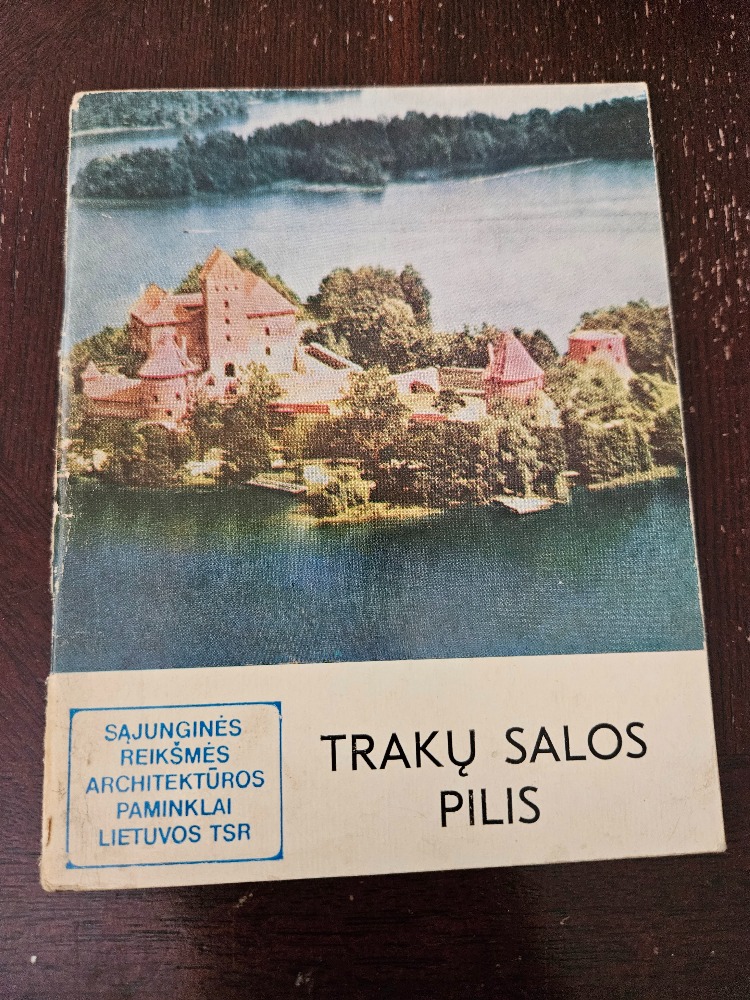 SĄJUNGINĖS
REIKŠMĖS
ARCHITEKTŪROS
PAMINKLAI
LIETUVOS TSR
TRAKŲ SALOS
PILIS